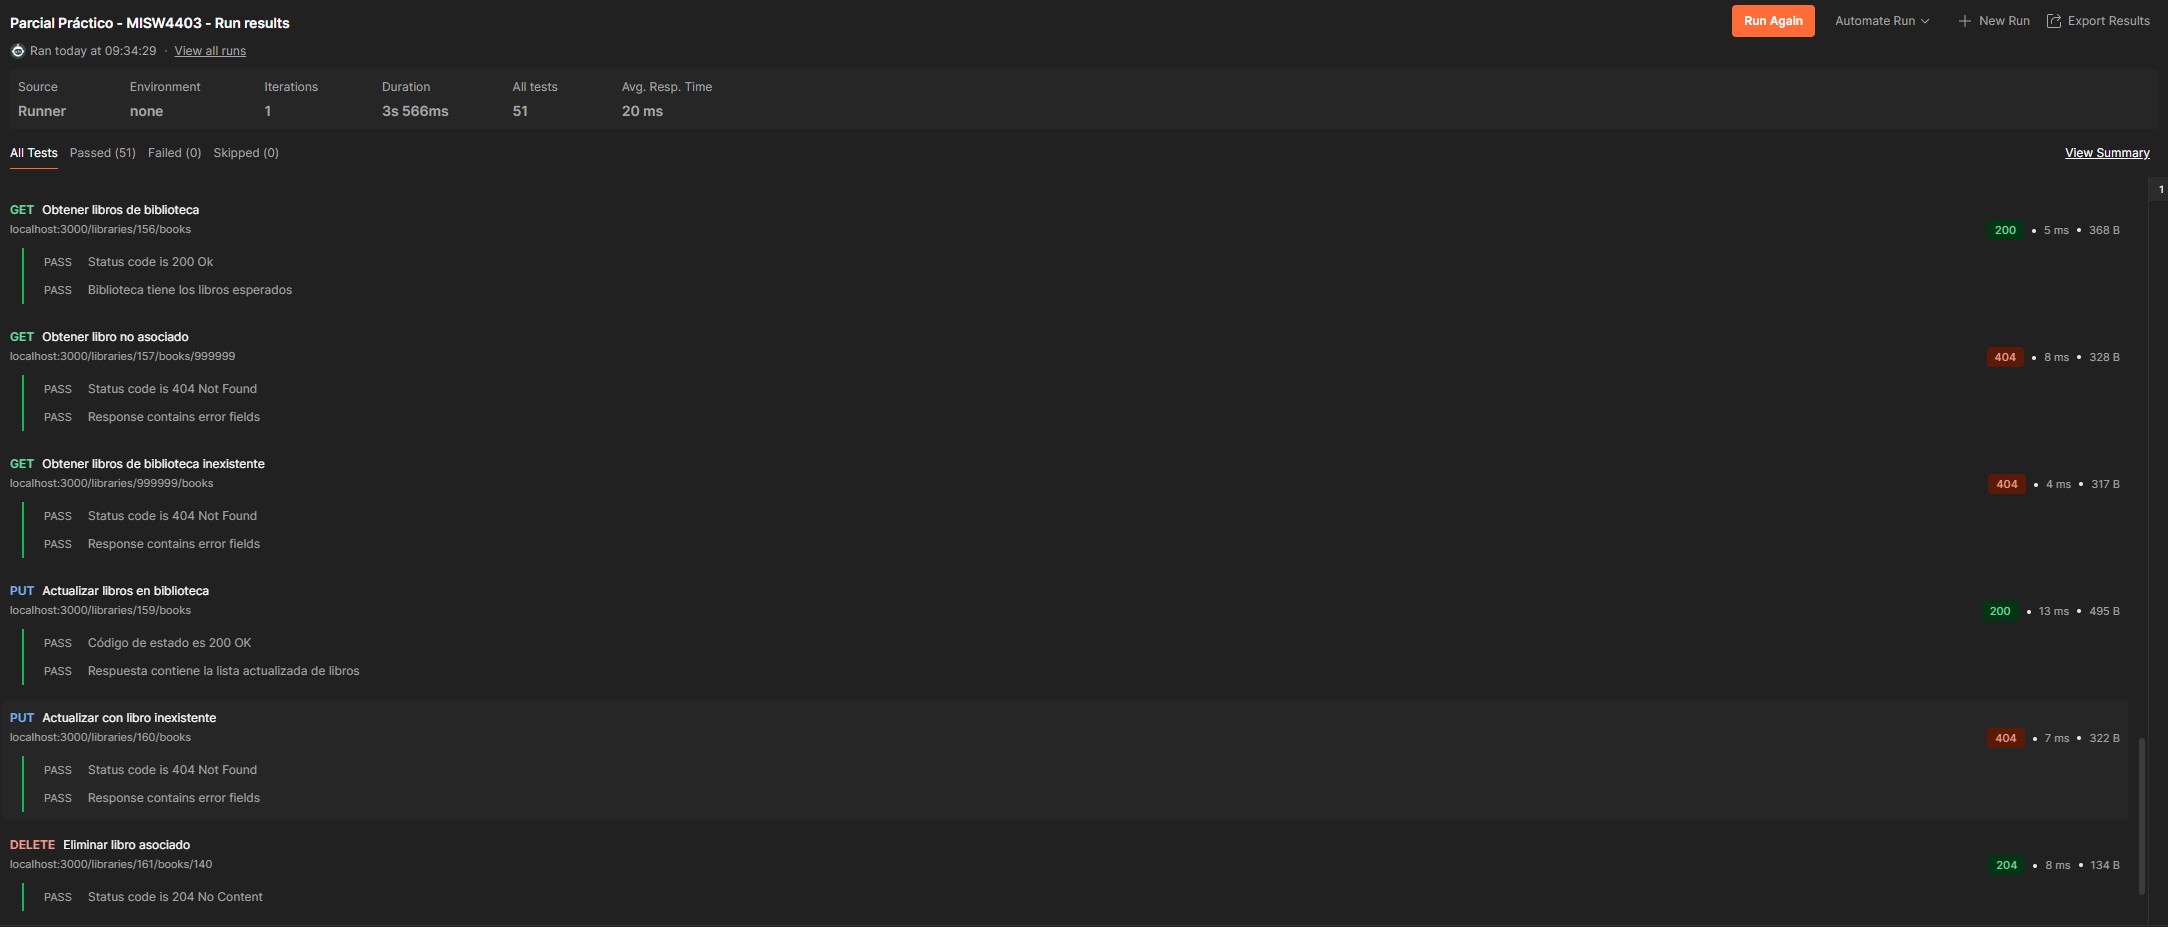 Parcial Práctico - MISW4403 - Run results
Run Again Automate Run New Run Export Results
Ran today at 09:34:29 · View all runs
Source Environment Iterations Duration All tests Avg. Resp. Time
Runner none 1 3s 566ms 51 20 ms
All Tests Passed (51) Failed (0) Skipped (0) View Summary
1
GET Obtener libros de biblioteca
localhost:3000/libraries/156/books 200 • 5 ms • 368 B
PASS Status code is 200 Ok
PASS Biblioteca tiene los libros esperados
GET Obtener libro no asociado
localhost:3000/libraries/157/books/999999 404 • 8 ms • 328 B
PASS Status code is 404 Not Found
PASS Response contains error fields
GET Obtener libros de biblioteca inexistente
localhost:3000/libraries/999999/books 404 • 4 ms • 317 B
PASS Status code is 404 Not Found
PASS Response contains error fields
PUT Actualizar libros en biblioteca
localhost:3000/libraries/159/books 200 • 13 ms • 495 B
PASS Código de estado es 200 OK
PASS Respuesta contiene la lista actualizada de libros
PUT Actualizar con libro inexistente
localhost:3000/libraries/160/books 404 • 7 ms • 322 B
PASS Status code is 404 Not Found
PASS Response contains error fields
DELETE Eliminar libro asociado
localhost:3000/libraries/161/books/140 204 • 8 ms • 134 B
PASS Status code is 204 No Content